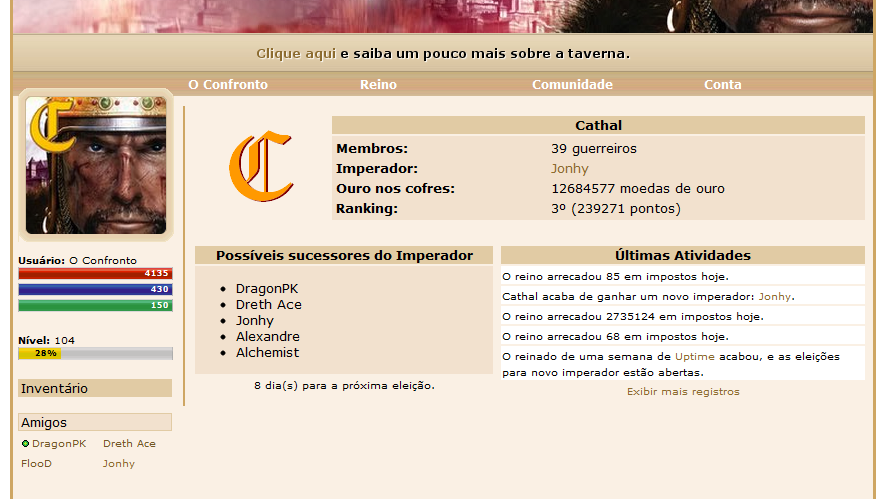 Clique aqui e saiba um pouco mais sobre a taverna.
O Confronto Reino Comunidade Conta
C
Usuário: O Confronto
4135
430
150
Nível: 104
28%
Inventário
Amigos
DragonPK Dreth Ace
FlooD Jonhy
C
Cathal
Membros: 39 guerreiros
Imperador: Jonhy
Ouro nos cofres: 12684577 moedas de ouro
Ranking: 3º (239271 pontos)
Possíveis sucessores do Imperador
DragonPK
Dreth Ace
Jonhy
Alexandre
Alchemist
8 dia(s) para a próxima eleição.
Últimas Atividades
O reino arrecadou 85 em impostos hoje.
Cathal acaba de ganhar um novo imperador: Jonhy.
O reino arrecadou 2735124 em impostos hoje.
O reino arrecadou 68 em impostos hoje.
O reinado de uma semana de Uptime acabou, e as eleições
para novo imperador estão abertas.
Exibir mais registros